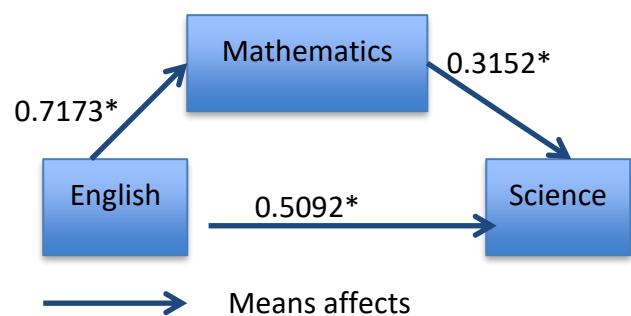 Mathematics
0.3152*
0.7173*
English
Science
0.5092*
Means affects